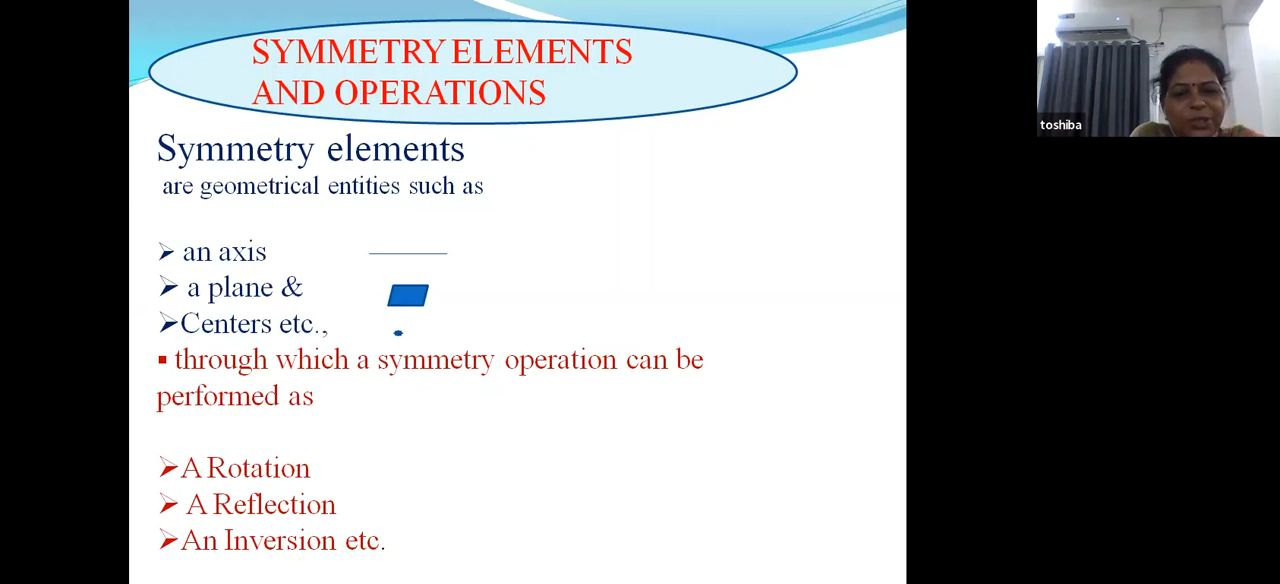 SYMMETRY ELEMENTS
AND OPERATIONS
Symmetry elements
are geometrical entities such as
➢ an axis
➢ a plane &
➢Centers etc.,
▪ through which a symmetry operation can be
performed as
➢A Rotation
➢ A Reflection
➢An Inversion etc.
toshiba